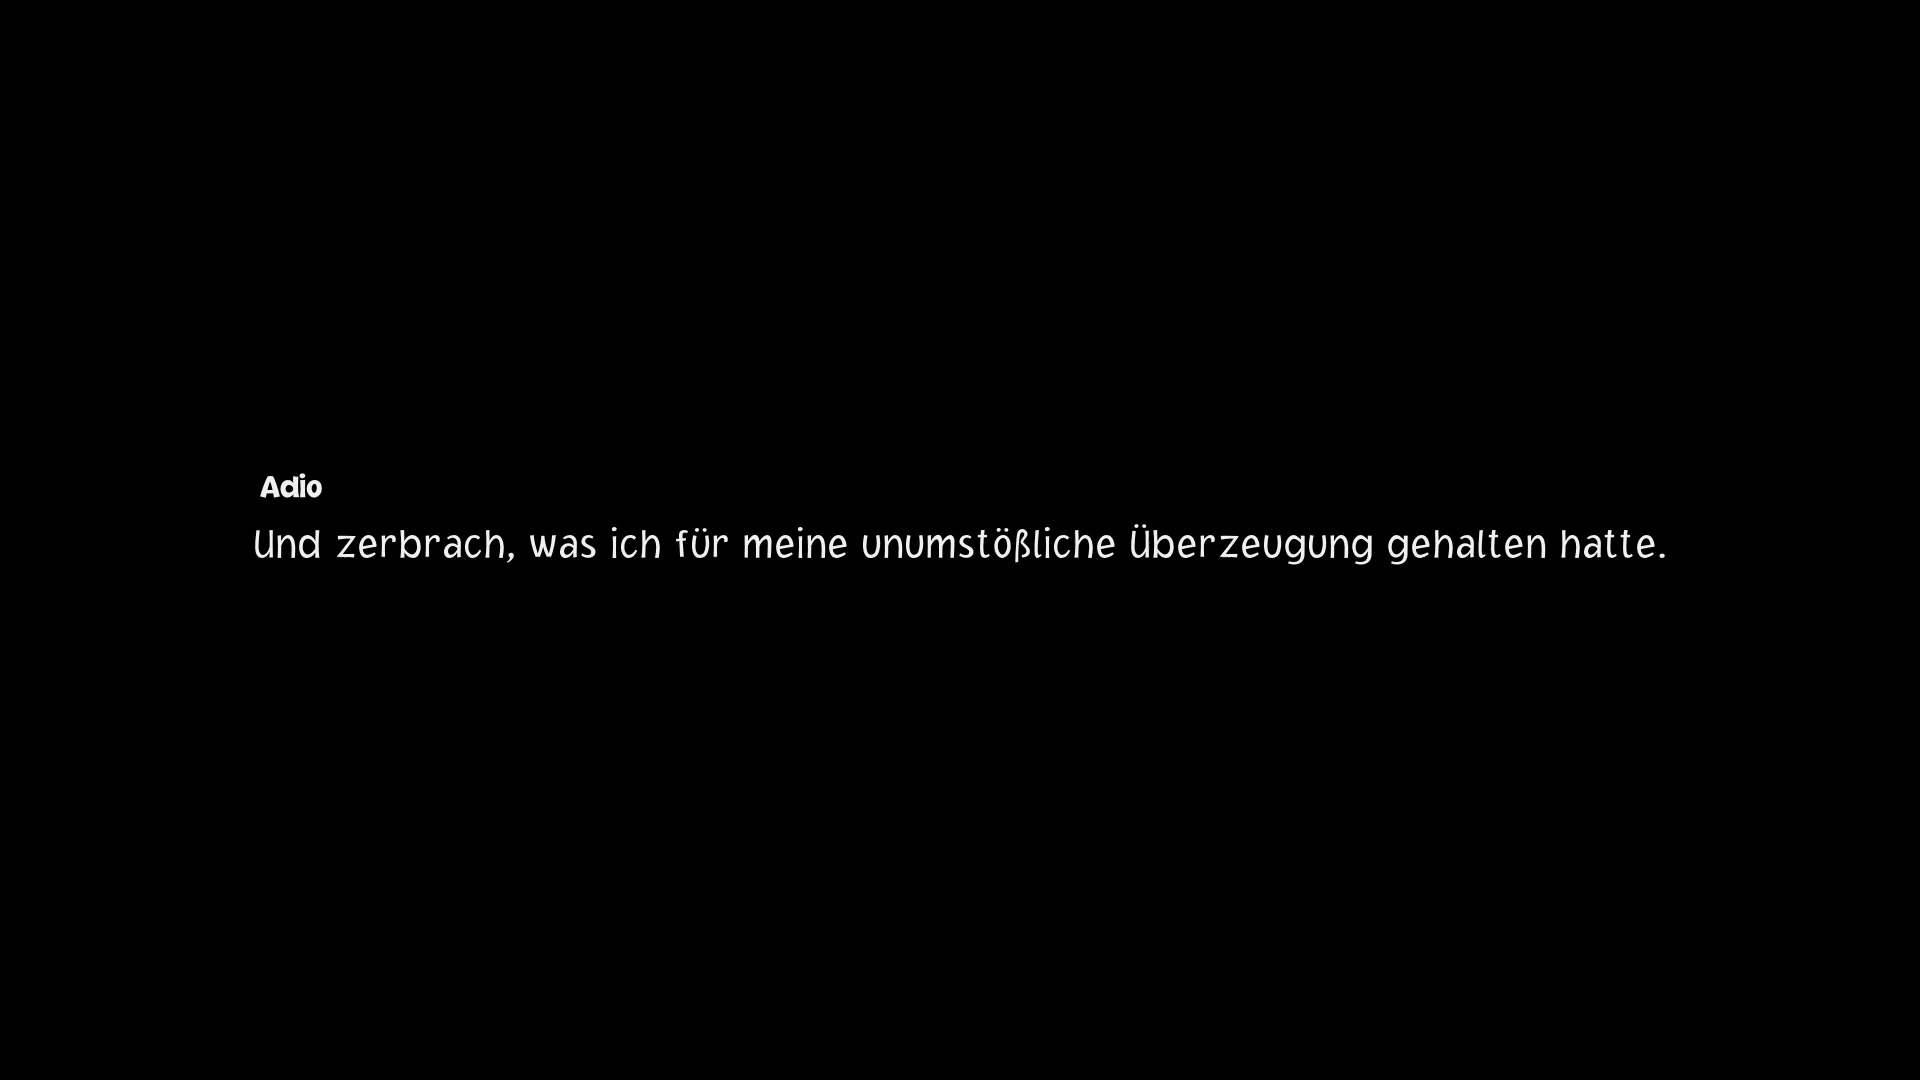 Adio
Und zerbrach, was ich für meine unumstößliche Überzeugung gehalten hatte.